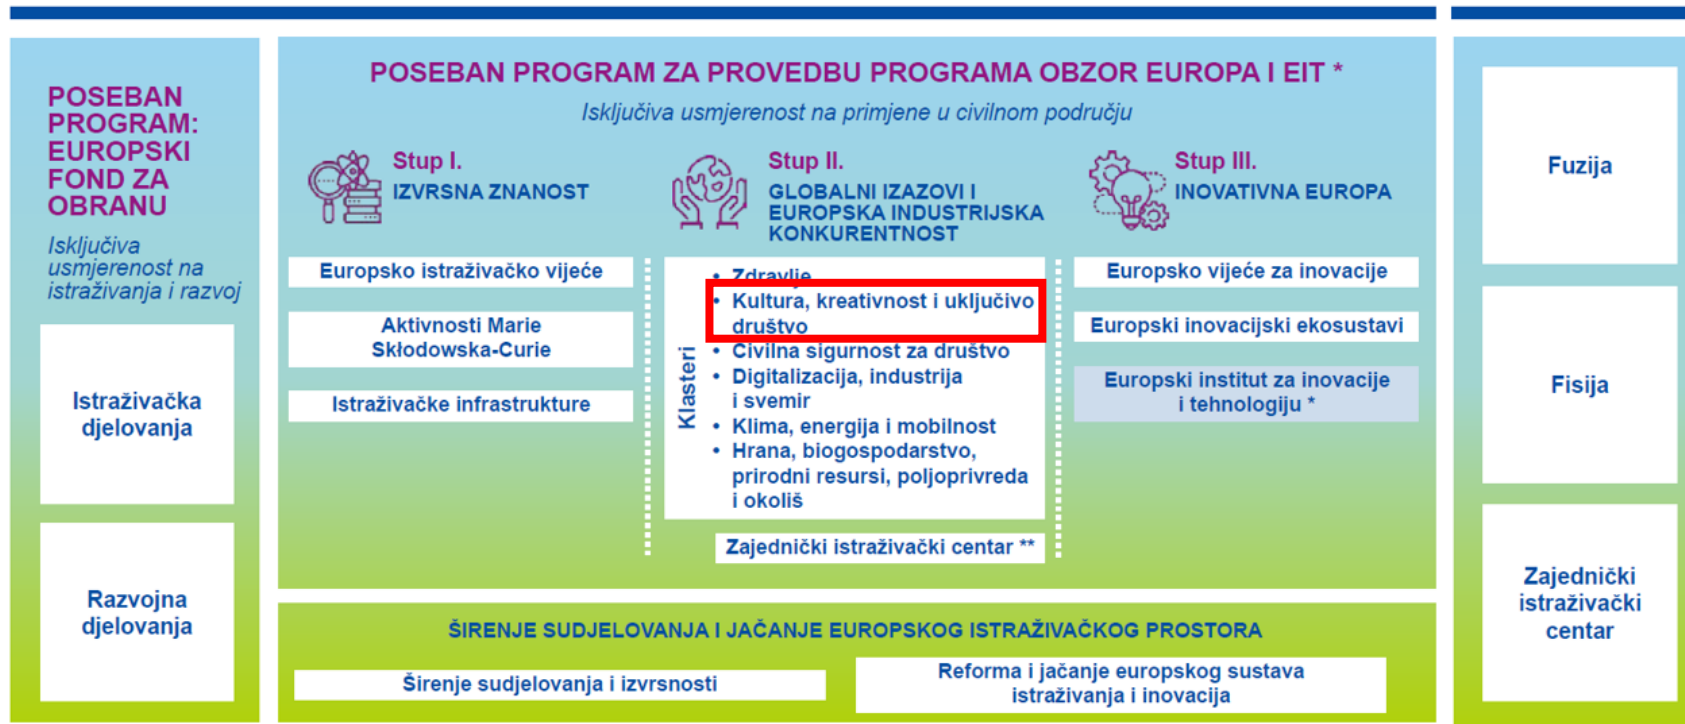 POSEBAN
PROGRAM:
EUROPSKI
FOND ZA
OBRANU
Isključiva
usmjerenost na
istraživanja i razvoj
Istraživačka
djelovanja
Razvojna
djelovanja
POSEBAN PROGRAM ZA PROVEDBU PROGRAMA OBZOR EUROPA I EIT *
Isključiva usmjerenost na primjene u civilnom području
Stup I.
IZVRSNA ZNANOST
Europsko istraživačko vijeće
Aktivnosti Marie
Skłodowska-Curie
Istraživačke infrastrukture
Stup II.
GLOBALNI IZAZOVI I
EUROPSKA INDUSTRIJSKA
KONKURENTNOST
Klasteri
• Zdravlje
• Kultura, kreativnost i uključivo
društvo
• Civilna sigurnost za društvo
• Digitalizacija, industrija
i svemir
• Klima, energija i mobilnost
• Hrana, biogospodarstvo,
prirodni resursi, poljoprivreda
i okoliš
Zajednički istraživački centar **
Stup III.
INOVATIVNA EUROPA
Europsko vijeće za inovacije
Europski inovacijski ekosustavi
Europski institut za inovacije
i tehnologiju *
ŠIRENJE SUDJELOVANJA I JAČANJE EUROPSKOG ISTRAŽIVAČKOG PROSTORA
Širenje sudjelovanja i izvrsnosti
Reforma i jačanje europskog sustava
istraživanja i inovacija
Fuzija
Fisija
Zajednički
istraživački
centar